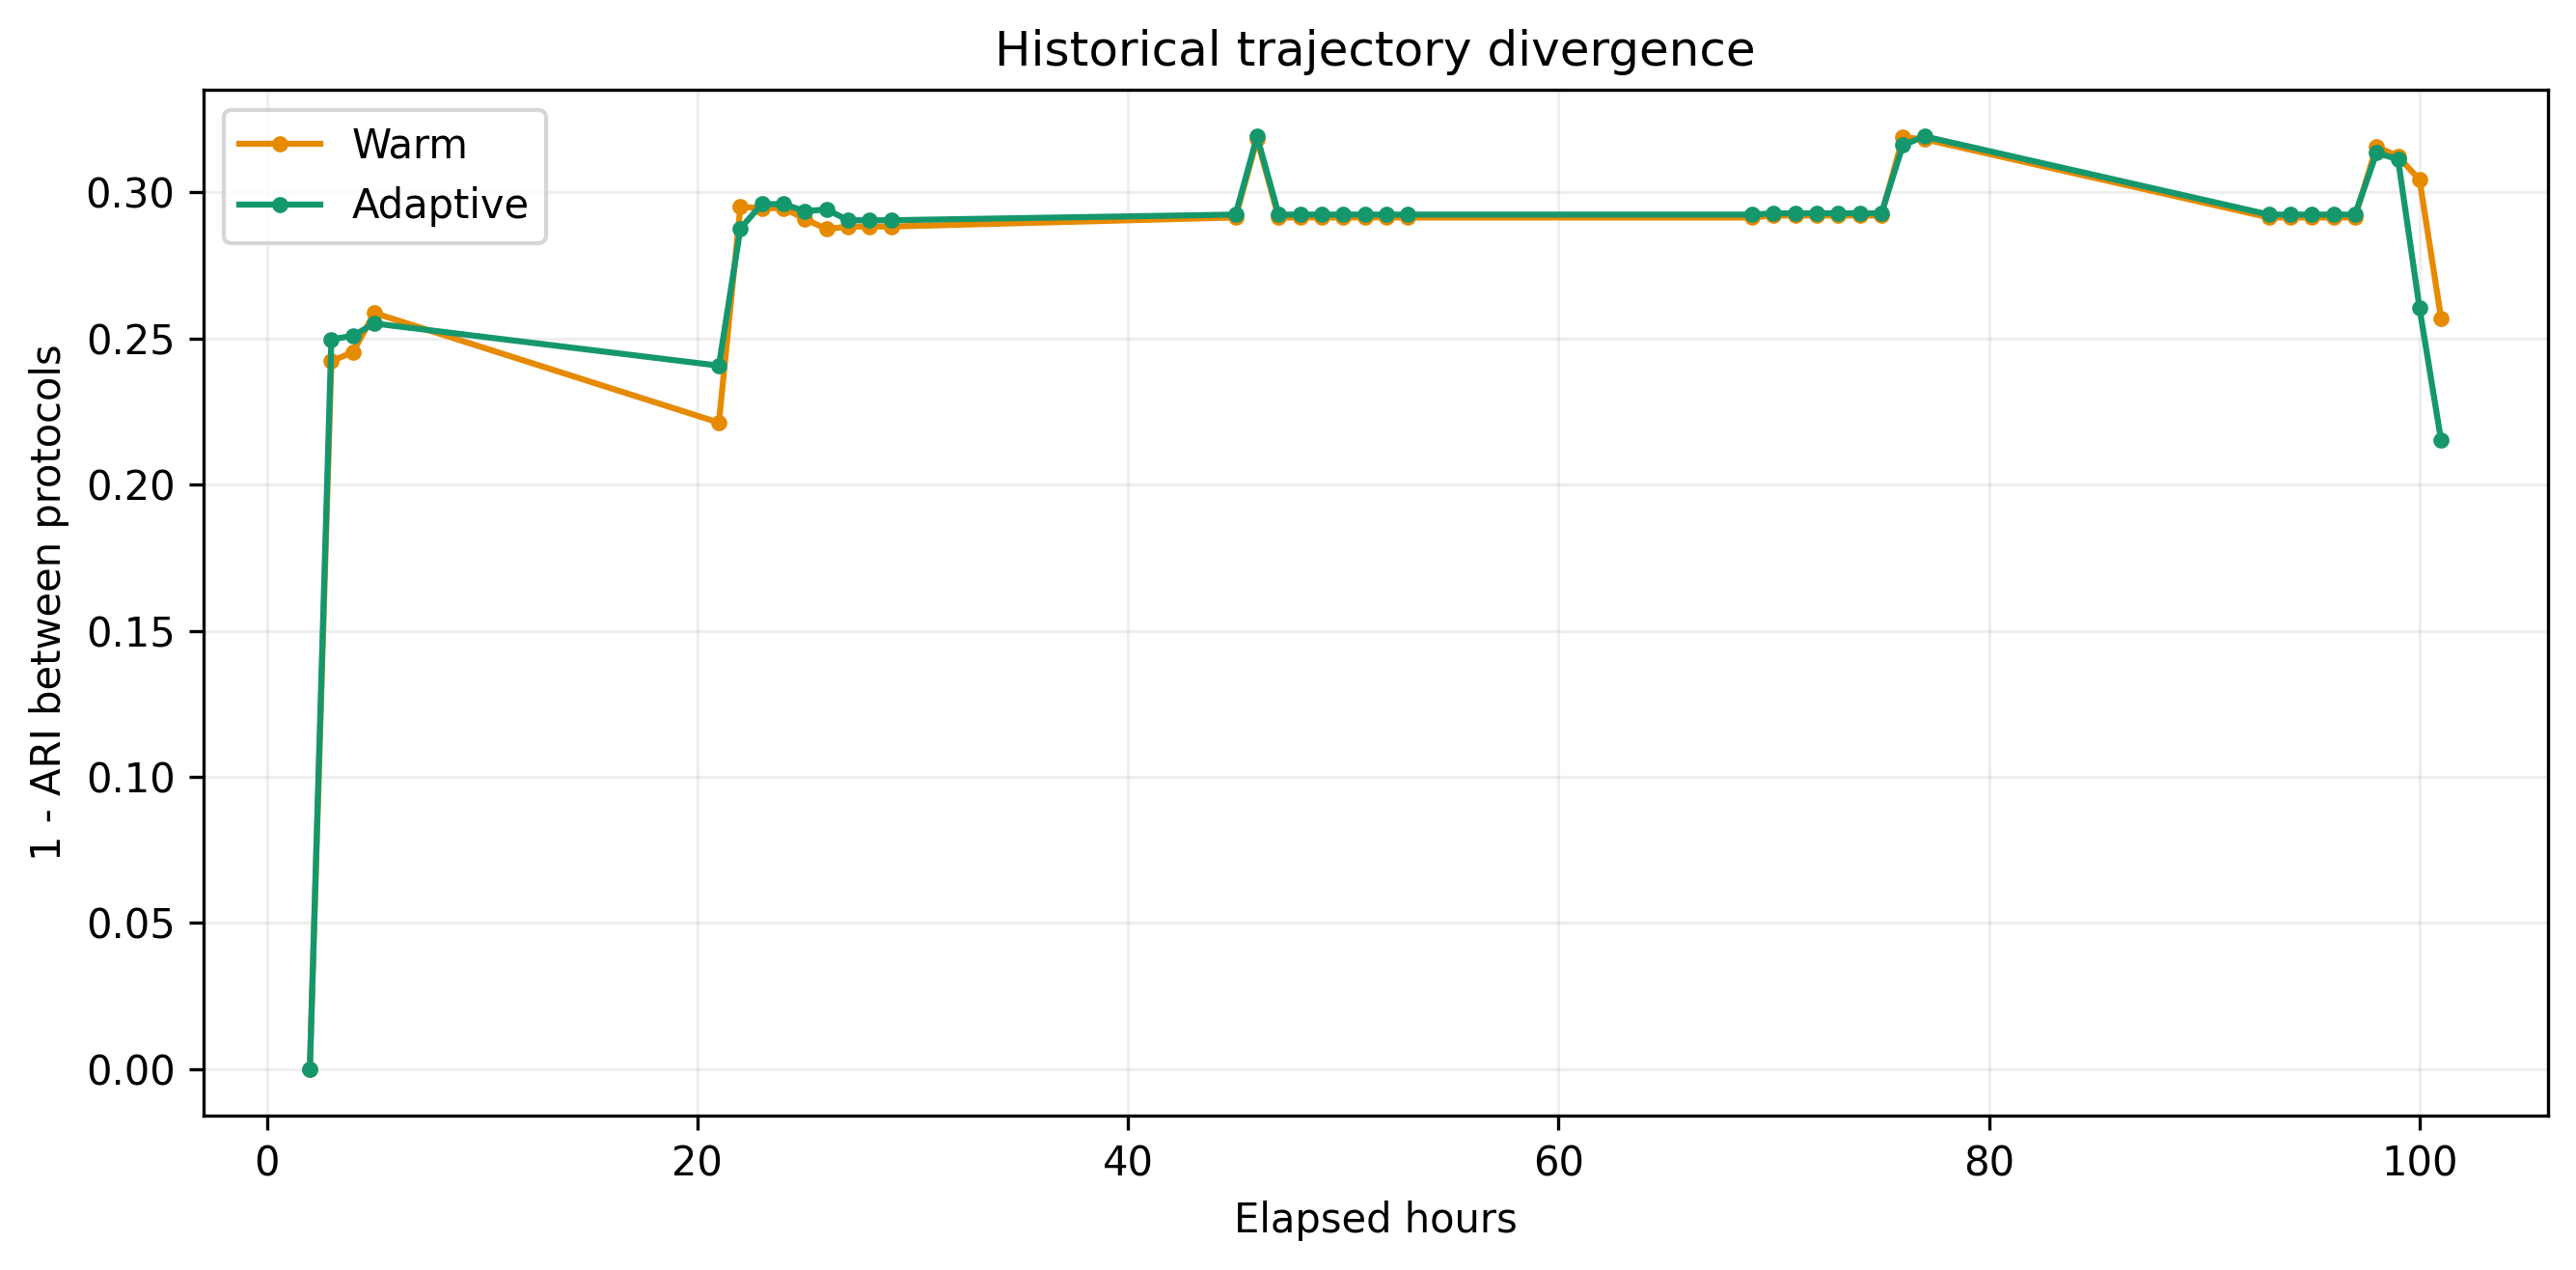 Historical trajectory divergence
Warm
Adaptive
1 - ARI between protocols
0.30
0.25
0.20
0.15
0.10
0.05
0.00
0 20 40 60 80 100
Elapsed hours